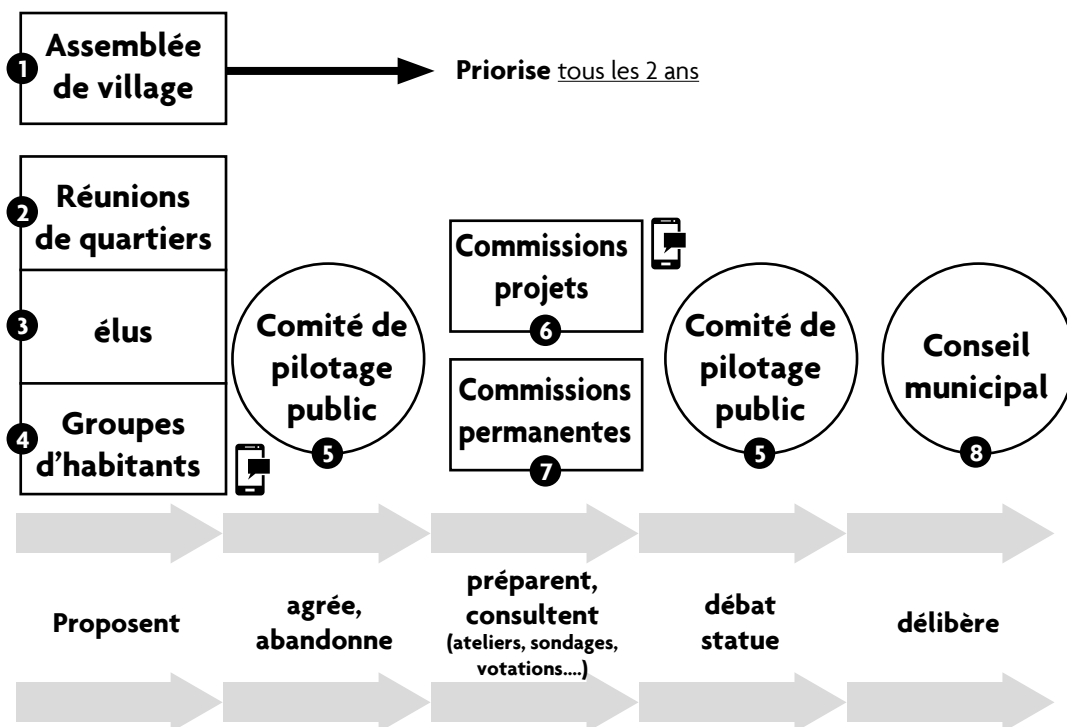 1 Assemblée
de village
Priorise tous les 2 ans
2 Réunions
de quartiers
3 élus
4 Groupes
d'habitants
Comité de
pilotage
public
5
Commissions
projets
6
Commissions
permanentes
7
Comité de
pilotage
public
5
Conseil
municipal
8
Proposent
agrée,
abandonne
préparent,
consultent
(ateliers, sondages,
votations....)
débat
statue
délibère